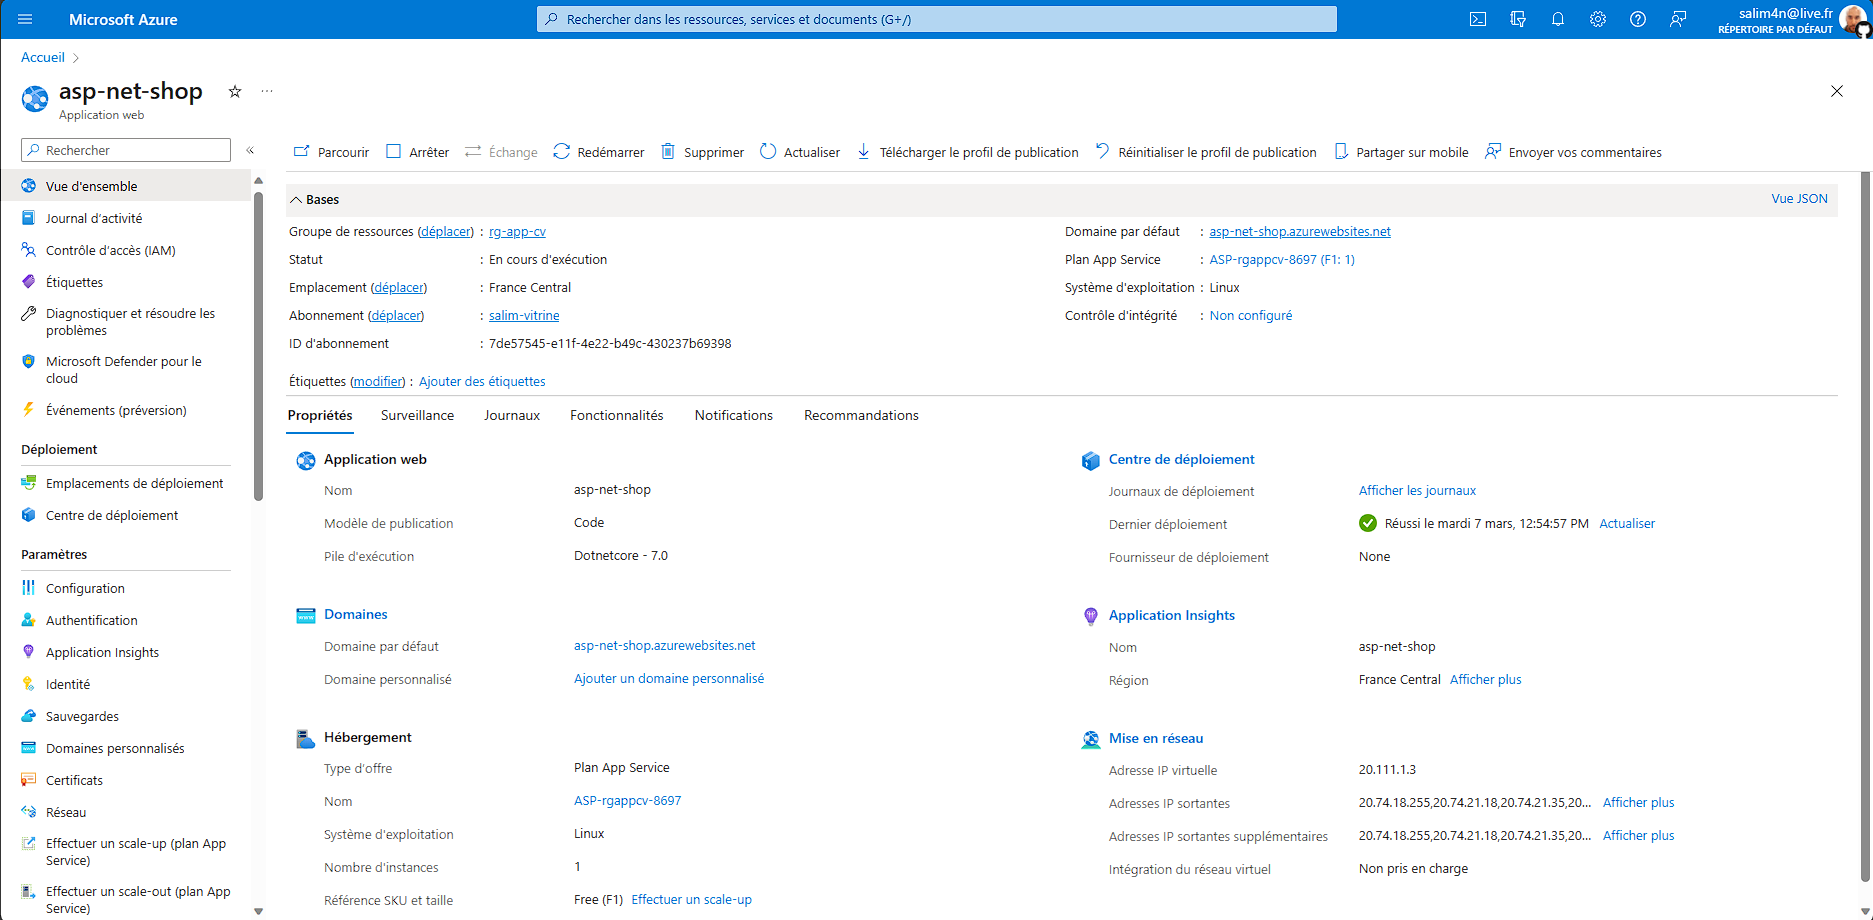 Microsoft Azure
Rechercher dans les ressources, services et documents (G+/)
salim4n@live.fr
RÉPERTOIRE PAR DÉFAUT
Accueil
asp-net-shop
Application web
Rechercher
Parcourir Arrêter Échange Redémarrer Supprimer Actualiser Télécharger le profil de publication Réinitialiser le profil de publication Partager sur mobile Envoyer vos commentaires
Vue d'ensemble
Journal d'activité
Contrôle d'accès (IAM)
Étiquettes
Diagnostiquer et résoudre les
problèmes
Microsoft Defender pour le
cloud
Événements (préversion)
Déploiement
Emplacements de déploiement
Centre de déploiement
Paramètres
Configuration
Authentification
Application Insights
Identité
Sauvegardes
Domaines personnalisés
Certificats
Réseau
Effectuer un scale-up (plan App
Service)
Effectuer un scale-out (plan App
Service)
Bases
Vue JSON
Groupe de ressources (déplacer) : rg-app-cv
Statut : En cours d'exécution
Emplacement (déplacer) : France Central
Abonnement (déplacer) : salim-vitrine
ID d'abonnement : 7de57545-e11f-4e22-b49c-430237b69398
Domaine par défaut : asp-net-shop.azurewebsites.net
Plan App Service : ASP-rgappcv-8697 (F1: 1)
Système d'exploitation : Linux
Contrôle d'intégrité : Non configuré
Étiquettes (modifier) : Ajouter des étiquettes
Propriétés Surveillance Journaux Fonctionnalités Notifications Recommandations
Application web
Nom asp-net-shop
Modèle de publication Code
Pile d'exécution Dotnetcore - 7.0
Domaines
Domaine par défaut asp-net-shop.azurewebsites.net
Domaine personnalisé Ajouter un domaine personnalisé
Hébergement
Type d'offre Plan App Service
Nom ASP-rgappcv-8697
Système d'exploitation Linux
Nombre d'instances 1
Référence SKU et taille Free (F1) Effectuer un scale-up
Centre de déploiement
Journaux de déploiement Afficher les journaux
Dernier déploiement Réussi le mardi 7 mars, 12:54:57 PM Actualiser
Fournisseur de déploiement None
Application Insights
Nom asp-net-shop
Région France Central Afficher plus
Mise en réseau
Adresse IP virtuelle 20.111.1.3
Adresses IP sortantes 20.74.18.255,20.74.21.18,20.74.21.35,20... Afficher plus
Adresses IP sortantes supplémentaires 20.74.18.255,20.74.21.18,20.74.21.35,20... Afficher plus
Intégration du réseau virtuel Non pris en charge